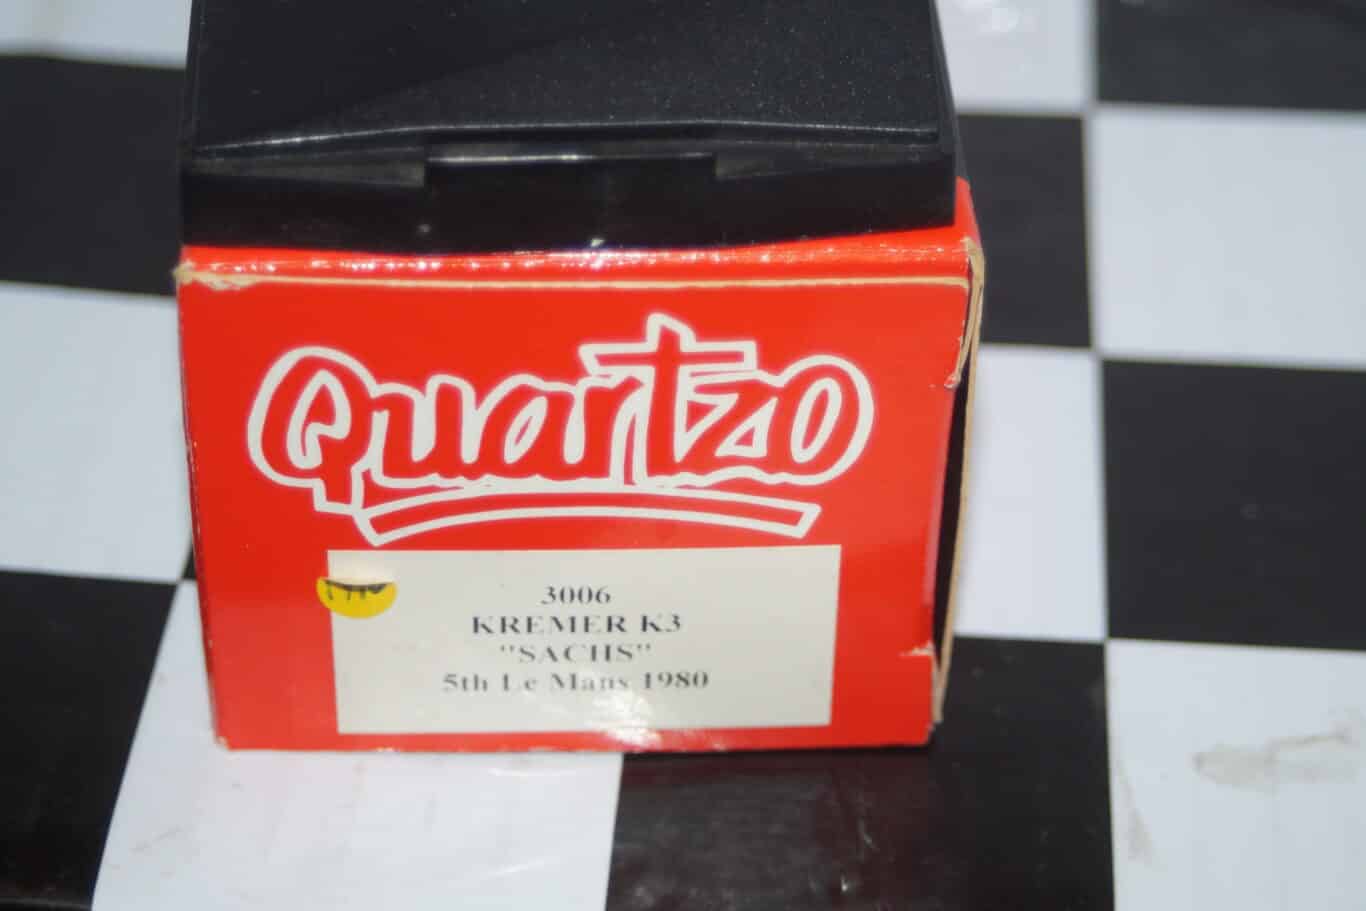 Quartzo
3006
KREMER K3
"SACHS"
5th Le Mans 1980